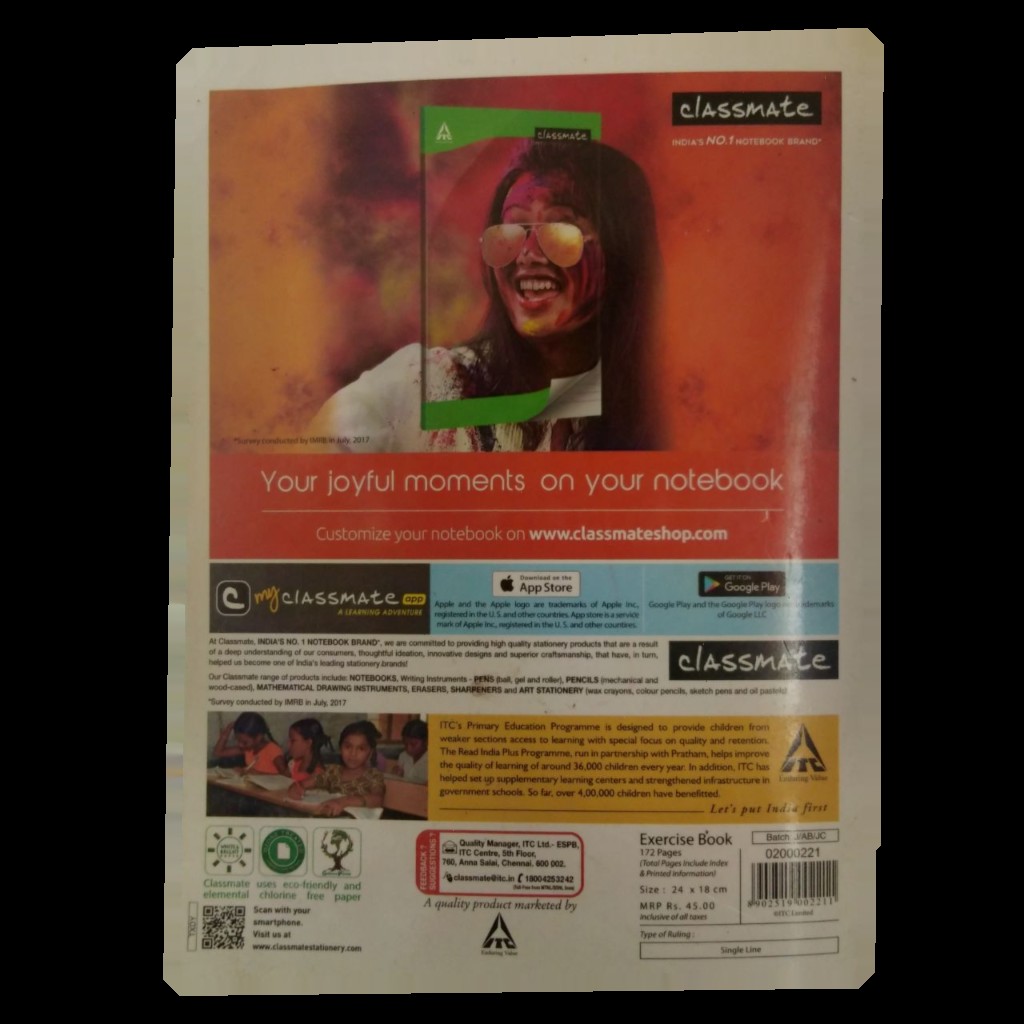 classmate
INDIA'S NO.1 NOTEBOOK BRAND*
ITC
classmate
*Survey conducted by IMRB in July, 2017
Your joyful moments on your notebook
Customize your notebook on www.classmateshop.com
my classmate app
A LEARNING ADVENTURE
Download on the
App Store
Apple and the Apple logo are trademarks of Apple Inc.,
registered in the U.S. and other countries. App store is a service
mark of Apple Inc., registered in the U.S. and other countires.
GET IT ON
Google Play
Google Play and the Google Play logo are trademarks
of Google LLC
At Classmate, INDIA'S NO. 1 NOTEBOOK BRAND*, we are committed to providing high quality stationery products that are a result
of a deep understanding of our consumers, thoughtful ideation, innovative designs and superior craftsmanship, that have, in turn,
helped us become one of India's leading stationery brands!
classmate
Our Classmate range of products include: NOTEBOOKS, Writing Instruments - PENS (ball, gel and roller), PENCILS (mechanical and
wood-cased), MATHEMATICAL DRAWING INSTRUMENTS, ERASERS, SHARPENERS and ART STATIONERY (wax crayons, colour pencils, sketch pens and oil pastels)
*Survey conducted by IMRB in July, 2017
ITC's Primary Education Programme is designed to provide children from
weaker sections access to learning with special focus on quality and retention.
The Read India Plus Programme, run in partnership with Pratham, helps improve
the quality of learning of around 36,000 children every year. In addition, ITC has
helped set up supplementary learning centers and strengthened infrastructure in
government schools. So far, over 4,00,000 children have benefitted.
Enduring Value
Let's put India first
Classmate uses eco-friendly and
elemental chlorine free paper
Scan with your
smartphone.
Visit us at
www.classmatestationery.com
FEEDBACK ?
SUGGESTIONS ?
Quality Manager, ITC Ltd.- ESPB,
ITC Centre, 5th Floor,
760, Anna Salai, Chennai. 600 002.
classmate@itc.in 18004253242
A quality product marketed by
ITC
Enduring Value
Exercise Book
172 Pages
(Total Pages include Index
& Printed Information)
Size : 24 x 18 cm
MRP Rs. 45.00
Inclusive of all taxes
Batch
02000221
8 902519 002211
©ITC Limited
Type of Ruling :
Single Line